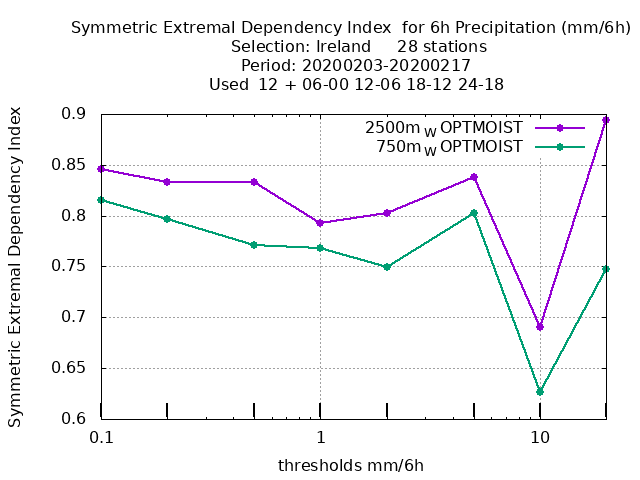 Symmetric Extremal Dependency Index  for 6h Precipitation (mm/6h)
Selection: Ireland     28 stations
Period: 20200203-20200217
Used  12 + 06-00 12-06 18-12 24-18
2500m_W OPTMOIST
750m_W OPTMOIST
Symmetric Extremal Dependency Index
0.9
0.85
0.8
0.75
0.7
0.65
0.6
0.1 1 10
thresholds mm/6h